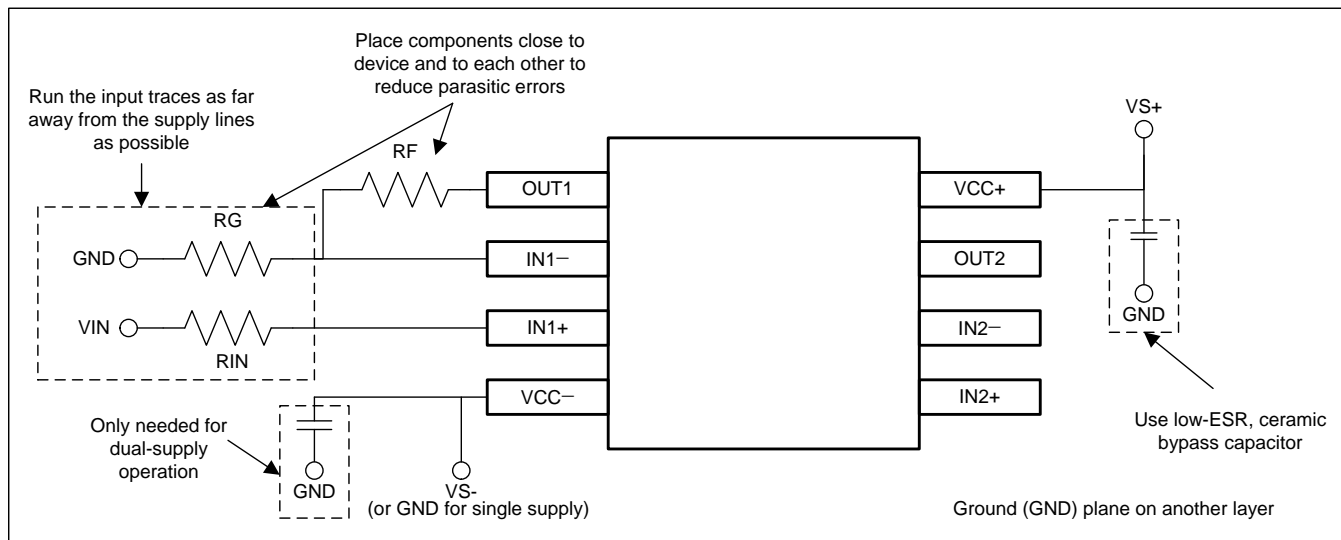 Place components close to
device and to each other to
reduce parasitic errors
Run the input traces as far
away from the supply lines
as possible
VS+
RF
OUT1
VCC+
RG
GND
IN1−
OUT2
VIN
IN1+
IN2−
GND
RIN
VCC−
IN2+
Only needed for
dual-supply
operation
Use low-ESR, ceramic
bypass capacitor
GND
VS-
(or GND for single supply)
Ground (GND) plane on another layer